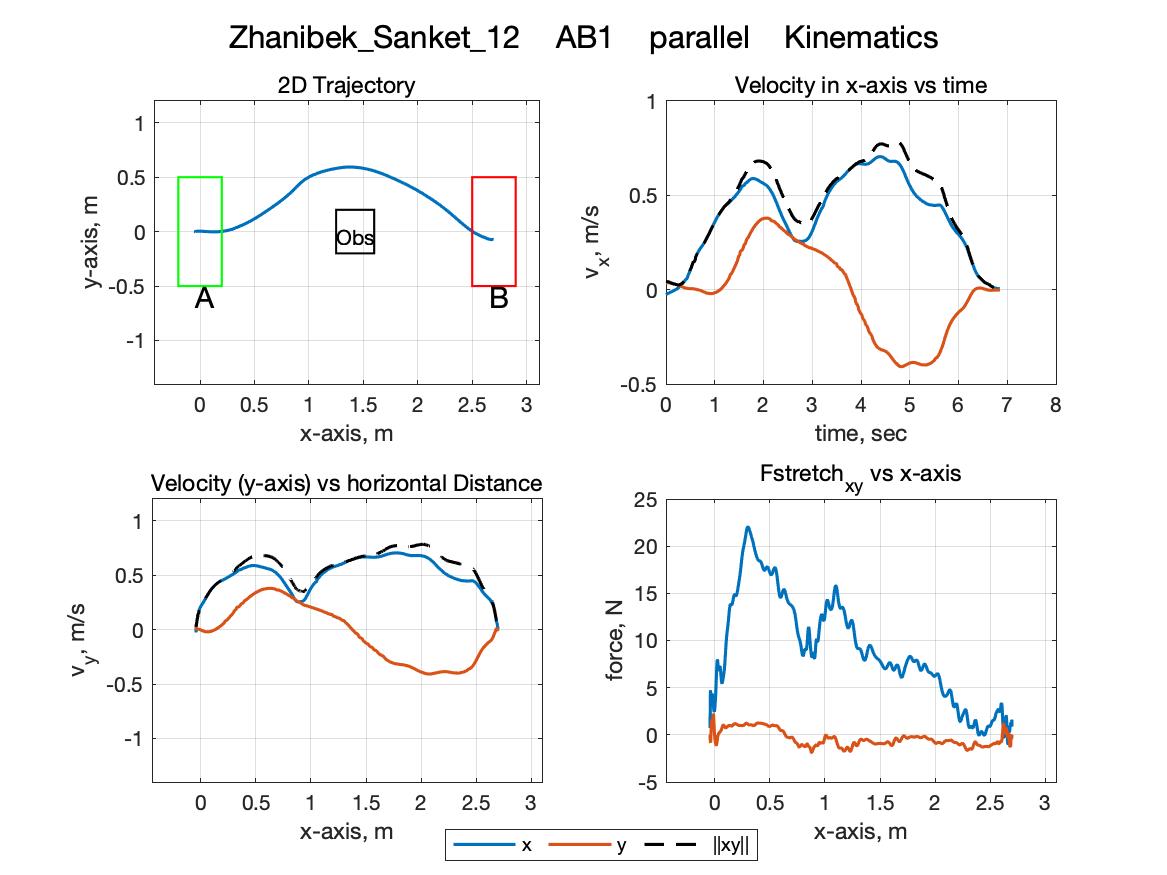 Zhanibek_Sanket_12 AB1 parallel Kinematics
2D Trajectory
y-axis, m
1
0.5
0
-0.5
-1
Obs
A
B
0 0.5 1 1.5 2 2.5 3
x-axis, m
Velocity in x-axis vs time
v_x, m/s
1
0.5
0
-0.5
0 1 2 3 4 5 6 7 8
time, sec
Velocity (y-axis) vs horizontal Distance
v_y, m/s
1
0.5
0
-0.5
-1
0 0.5 1 1.5 2 2.5 3
x-axis, m
Fstretch_xy vs x-axis
force, N
25
20
15
10
5
0
-5
0 0.5 1 1.5 2 2.5 3
x-axis, m
x y ||xy||